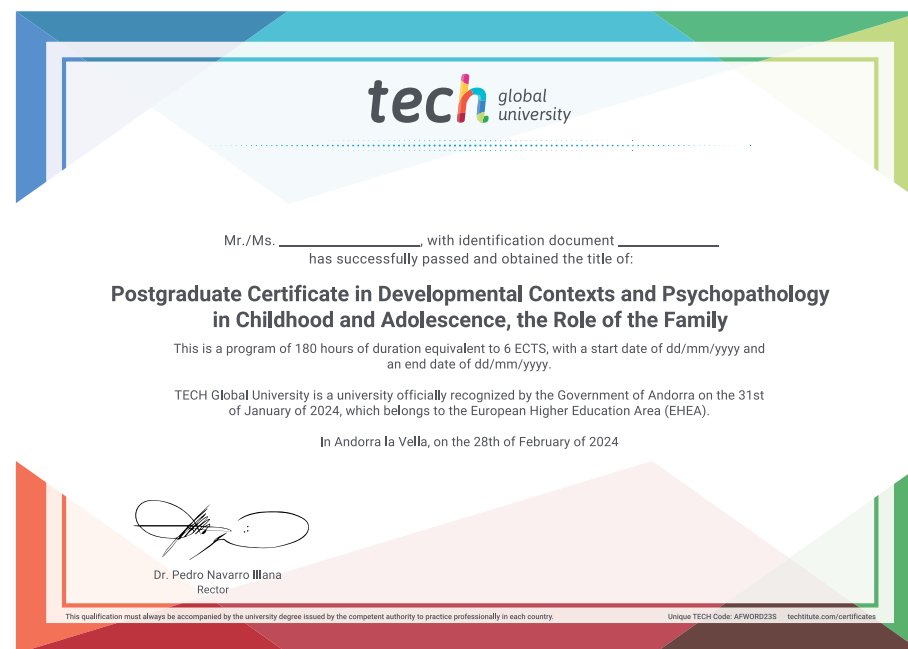 tech global
university
Mr./Ms. ____________________, with identification document ______________
has successfully passed and obtained the title of:
Postgraduate Certificate in Developmental Contexts and Psychopathology
in Childhood and Adolescence, the Role of the Family
This is a program of 180 hours of duration equivalent to 6 ECTS, with a start date of dd/mm/yyyy and
an end date of dd/mm/yyyy.
TECH Global University is a university officially recognized by the Government of Andorra on the 31st
of January of 2024, which belongs to the European Higher Education Area (EHEA).
In Andorra la Vella, on the 28th of February of 2024
Dr. Pedro Navarro Illana
Rector
This qualification must always be accompanied by the university degree issued by the competent authority to practice professionally in each country. Unique TECH Code: AFWORD23S techtitute.com/certificates